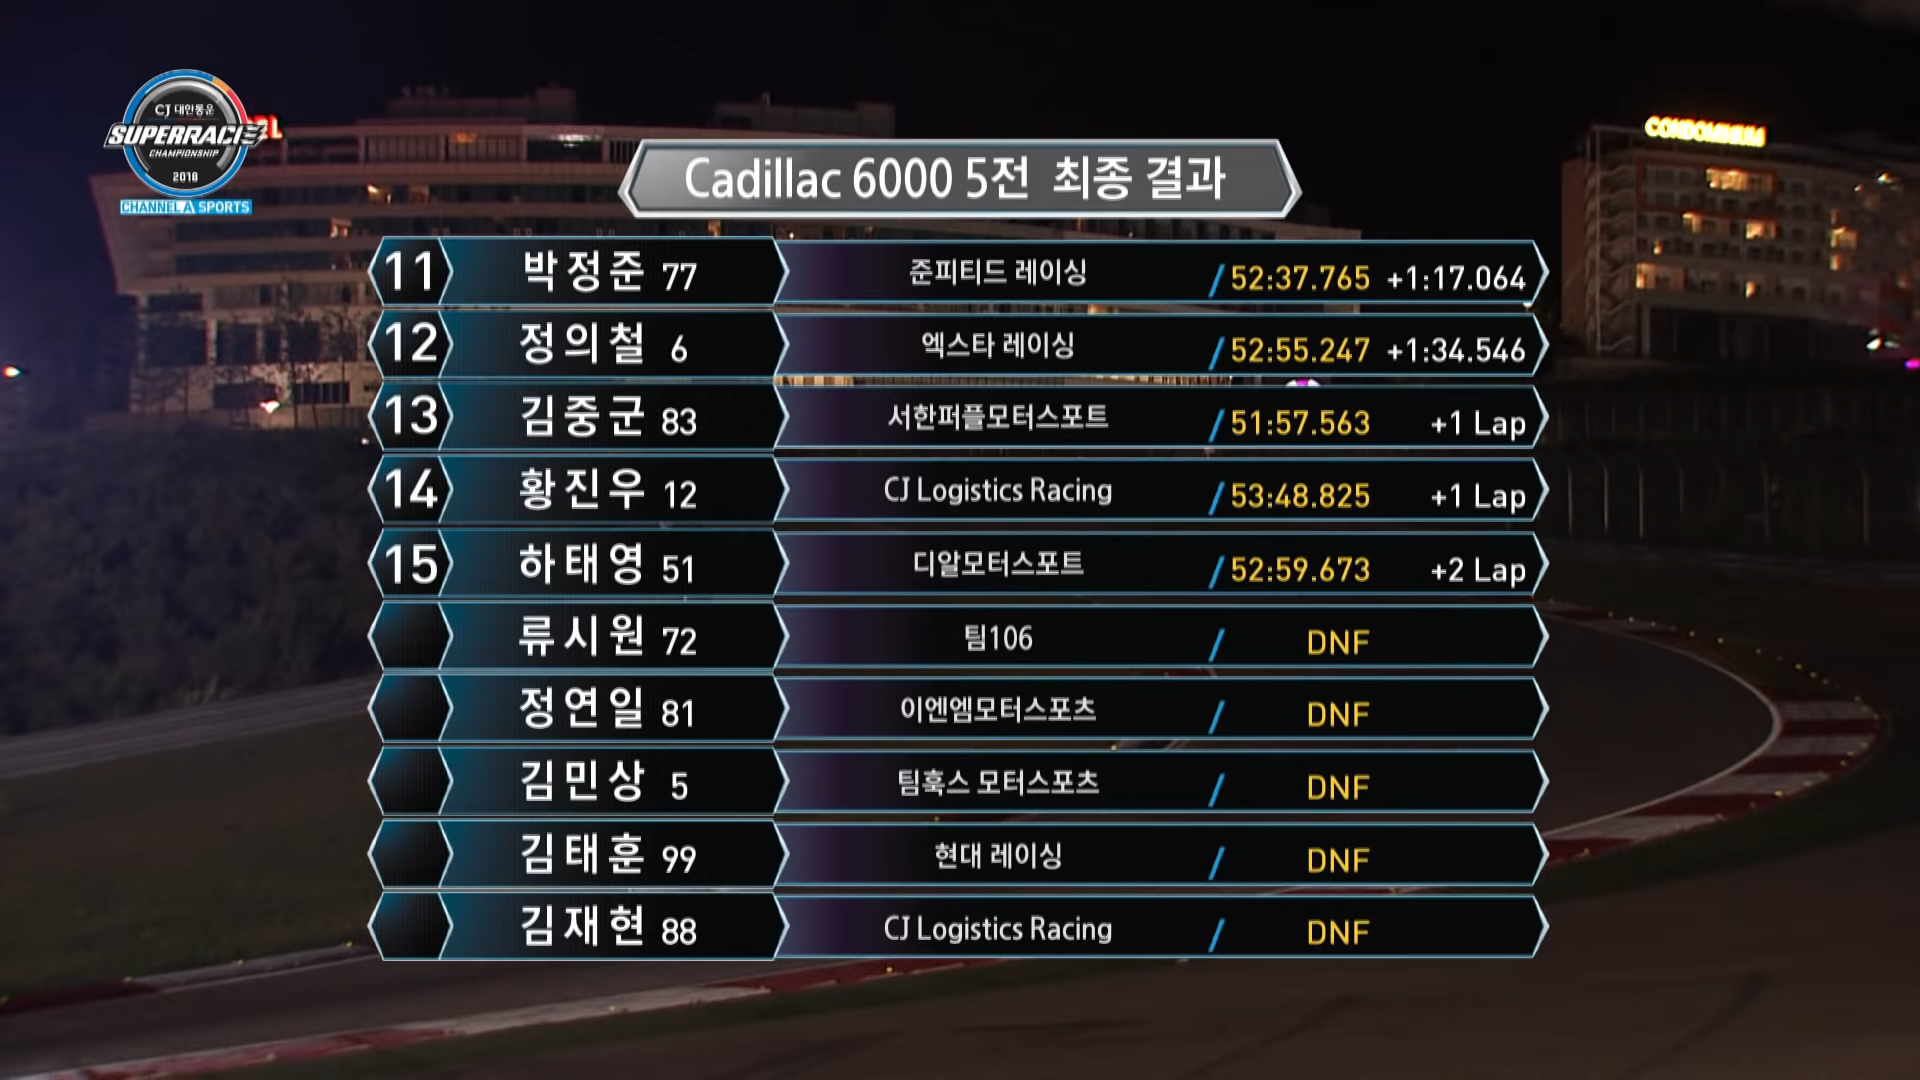 CJ 대한통운
SUPERRACE
CHAMPIONSHIP
2018
CHANNEL A SPORTS
CONDOMINIUM
Cadillac 6000 5전 최종 결과
11 박정준 77 준피티드 레이싱 / 52:37.765 +1:17.064
12 정의철 6 엑스타 레이싱 / 52:55.247 +1:34.546
13 김중군 83 서한퍼플모터스포트 / 51:57.563 +1 Lap
14 황진우 12 CJ Logistics Racing / 53:48.825 +1 Lap
15 하태영 51 디알모터스포트 / 52:59.673 +2 Lap
류시원 72 팀106 / DNF
정연일 81 이엔엠모터스포츠 / DNF
김민상 5 팀훅스 모터스포츠 / DNF
김태훈 99 현대 레이싱 / DNF
김재현 88 CJ Logistics Racing / DNF